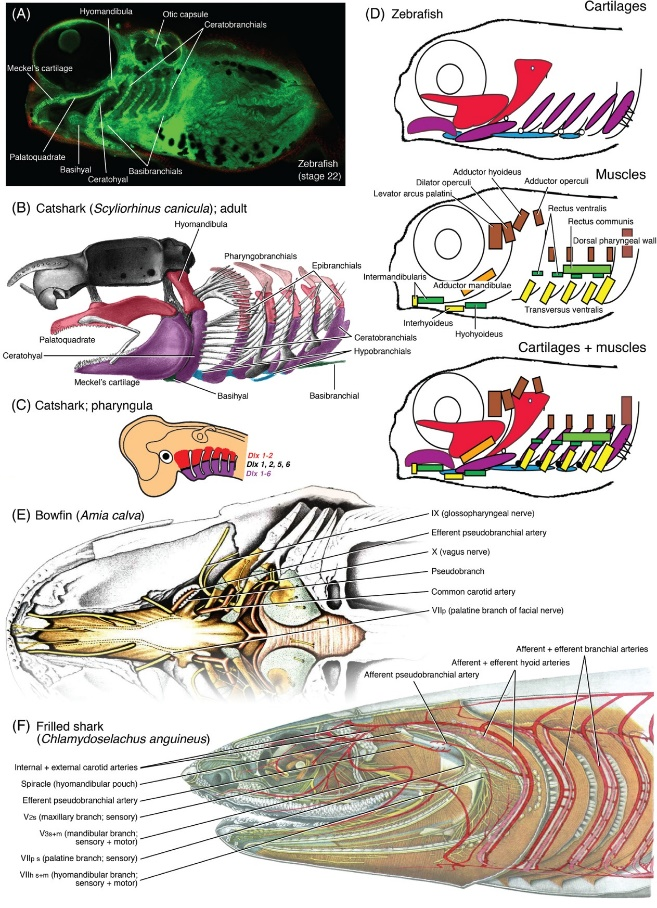 (A)
Hyomandibula
Otic capsule
Ceratobranchials
Meckel's cartilage
Palatoquadrate
Basihyal
Ceratohyal
Basibranchials
Zebrafish
(stage 22)
(B) Catshark (Scyliorhinus canicula); adult
Hyomandibula
Pharyngobranchials
Epibranchials
Palatoquadrate
Ceratohyal
Meckel's cartilage
Basihyal
Ceratobranchials
Hypobranchials
Basibranchial
(C) Catshark; pharyngula
Dlx 1-2
Dlx 1, 2, 5, 6
Dlx 1-6
(D) Zebrafish
Cartilages
Muscles
Adductor hyoideus
Dilator operculi
Levator arcus palatini
Adductor operculi
Rectus ventralis
Rectus communis
Dorsal pharyngeal wall
Intermandibularis
Adductor mandibulae
Transversus ventralis
Interhyoideus
Hyohyoideus
Cartilages + muscles
(E) Bowfin (Amia calva)
IX (glossopharyngeal nerve)
Efferent pseudobranchial artery
X (vagus nerve)
Pseudobranch
Common carotid artery
VIIp (palatine branch of facial nerve)
Afferent + efferent branchial arteries
Afferent + efferent hyoid arteries
Afferent pseudobranchial artery
(F) Frilled shark
(Chlamydoselachus anguineus)
Internal + external carotid arteries
Spiracle (hyomandibular pouch)
Efferent pseudobranchial artery
V2s (maxillary branch; sensory)
V3s+m (mandibular branch;
sensory + motor)
VIIp s (palatine branch; sensory)
VIIh s+m (hyomandibular branch;
sensory + motor)